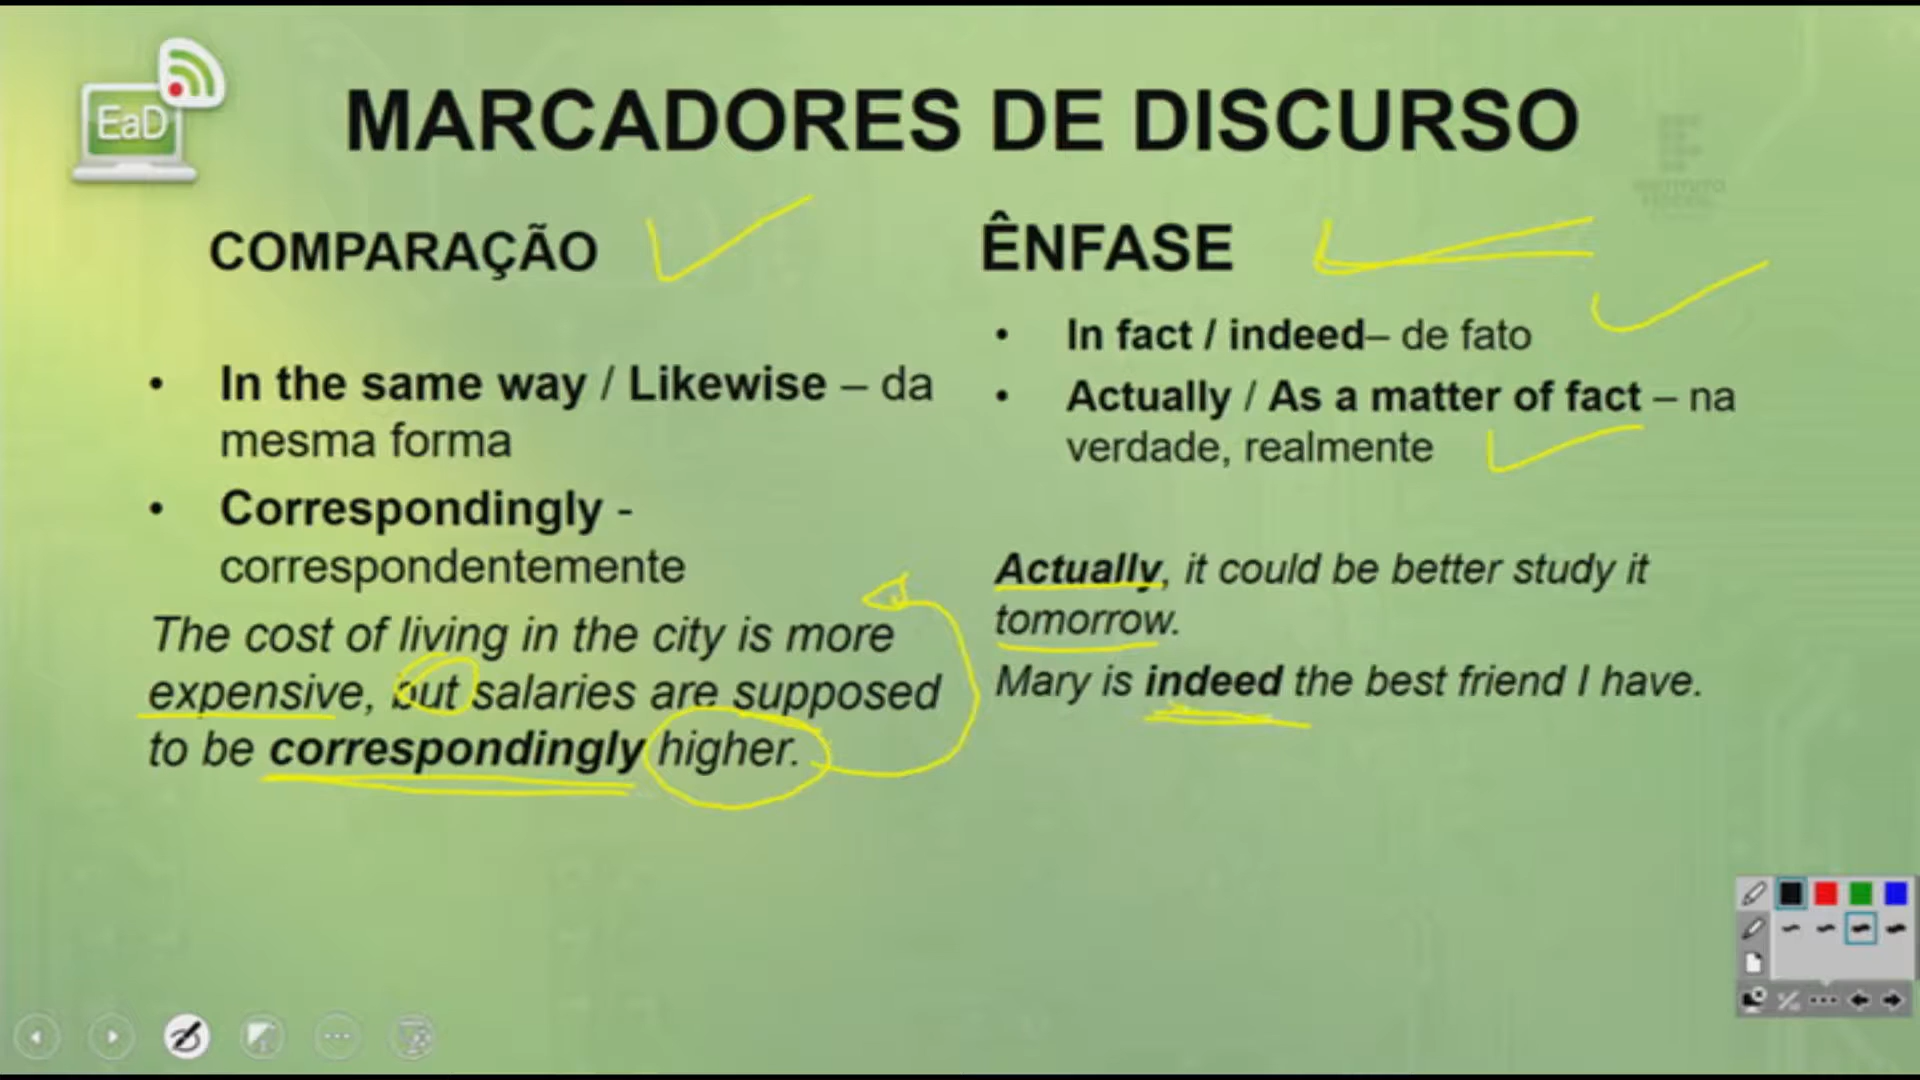 EaD
MARCADORES DE DISCURSO
COMPARAÇÃO
• In the same way / Likewise – da
mesma forma
• Correspondingly -
correspondentemente
The cost of living in the city is more
expensive, but salaries are supposed
to be correspondingly higher.
ÊNFASE
• In fact / indeed– de fato
• Actually / As a matter of fact – na
verdade, realmente
Actually, it could be better study it
tomorrow.
Mary is indeed the best friend I have.